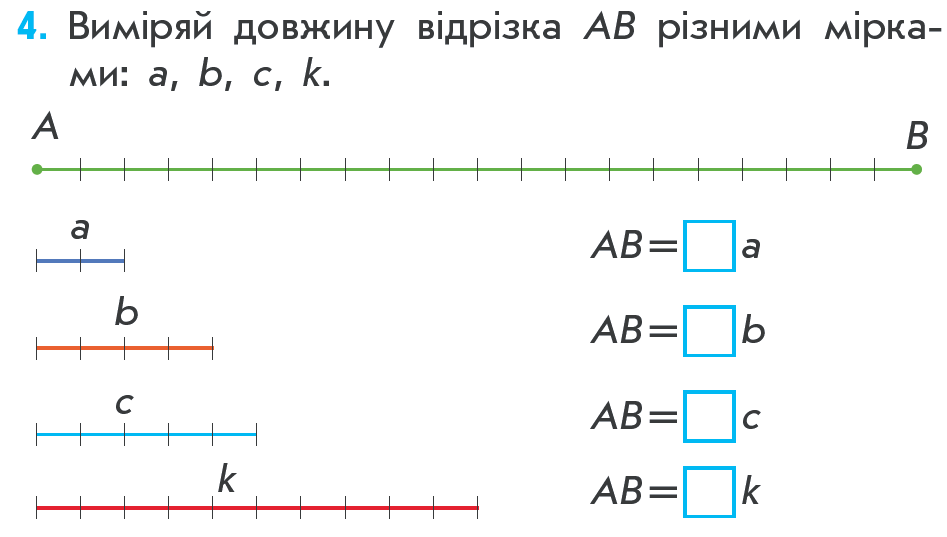 4. Виміряй довжину відрізка AB різними мірка-
ми: a, b, c, k.
A
B
a
AB= a
b
AB= b
c
AB= c
k
AB= k